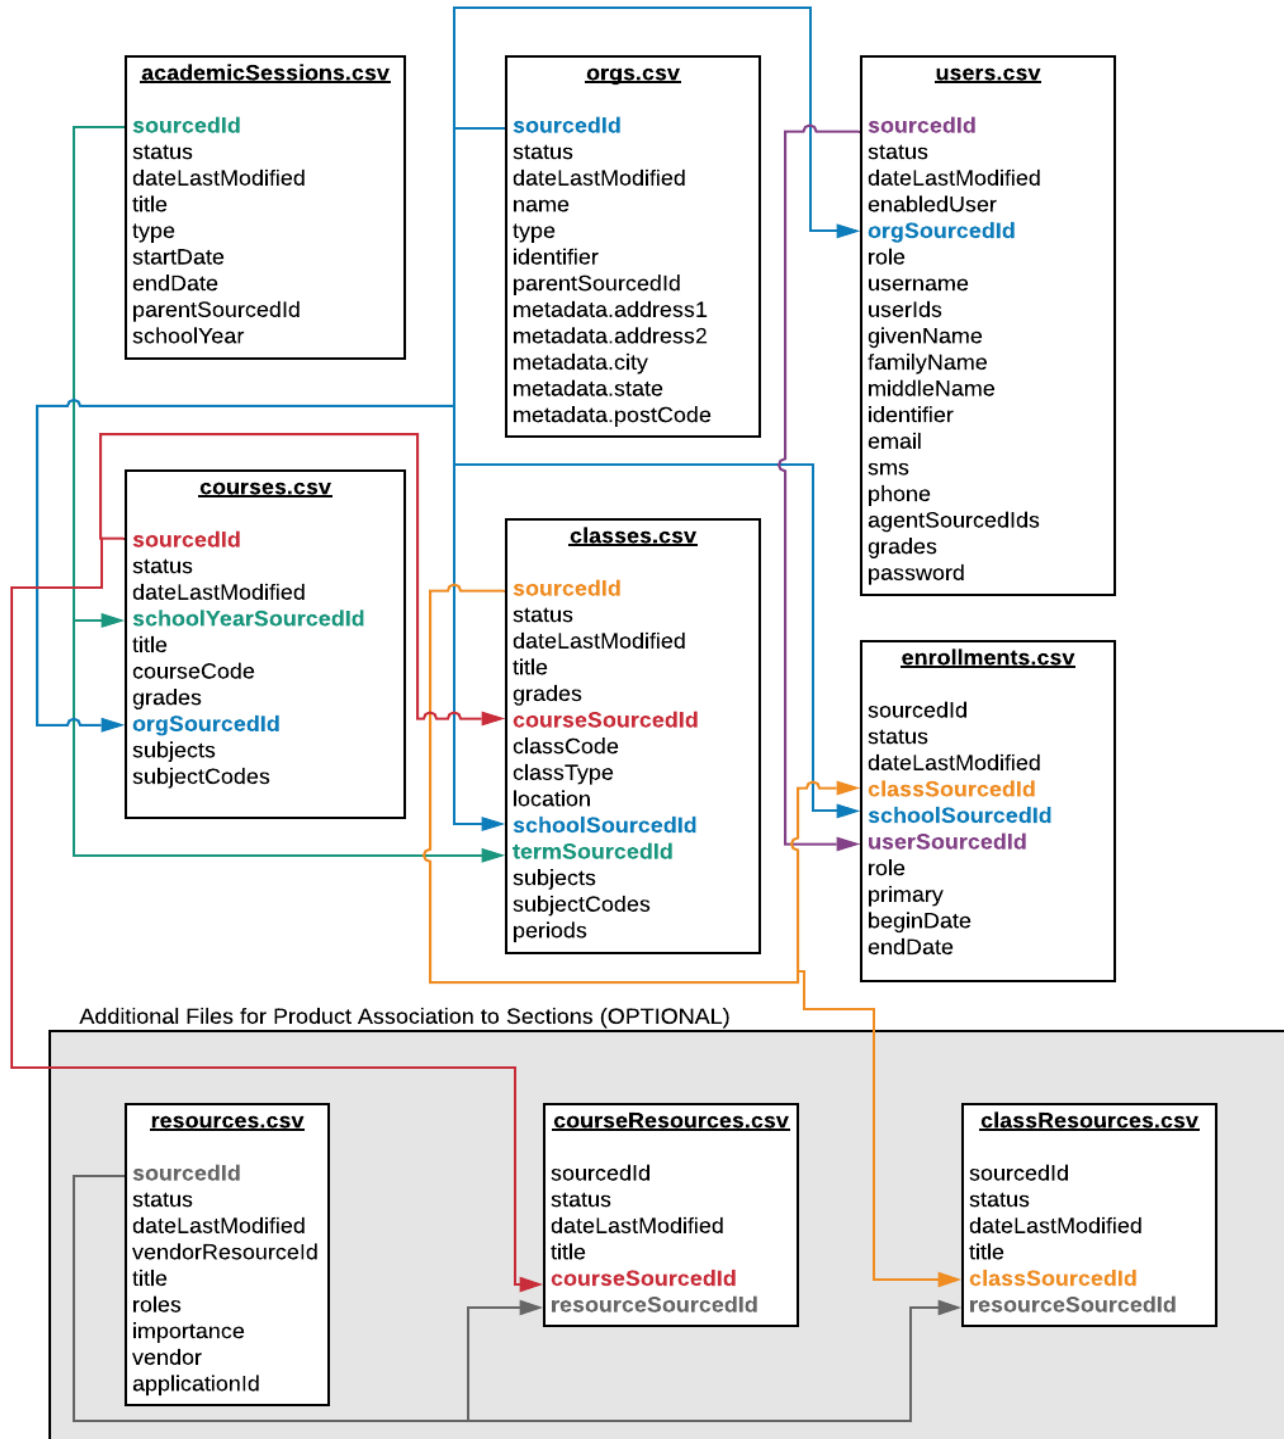 academicSessions.csv
sourcedId
status
dateLastModified
title
type
startDate
endDate
parentSourcedId
schoolYear
orgs.csv
sourcedId
status
dateLastModified
name
type
identifier
parentSourcedId
metadata.address1
metadata.address2
metadata.city
metadata.state
metadata.postCode
users.csv
sourcedId
status
dateLastModified
enabledUser
orgSourcedId
role
username
userIds
givenName
familyName
middleName
identifier
email
sms
phone
agentSourcedIds
grades
password
courses.csv
sourcedId
status
dateLastModified
schoolYearSourcedId
title
courseCode
grades
orgSourcedId
subjects
subjectCodes
classes.csv
sourcedId
status
dateLastModified
title
grades
courseSourcedId
classCode
classType
location
schoolSourcedId
termSourcedId
subjects
subjectCodes
periods
enrollments.csv
sourcedId
status
dateLastModified
classSourcedId
schoolSourcedId
userSourcedId
role
primary
beginDate
endDate
Additional Files for Product Association to Sections (OPTIONAL)
resources.csv
sourcedId
status
dateLastModified
vendorResourceId
title
roles
importance
vendor
applicationId
courseResources.csv
sourcedId
status
dateLastModified
title
courseSourcedId
resourceSourcedId
classResources.csv
sourcedId
status
dateLastModified
title
classSourcedId
resourceSourcedId